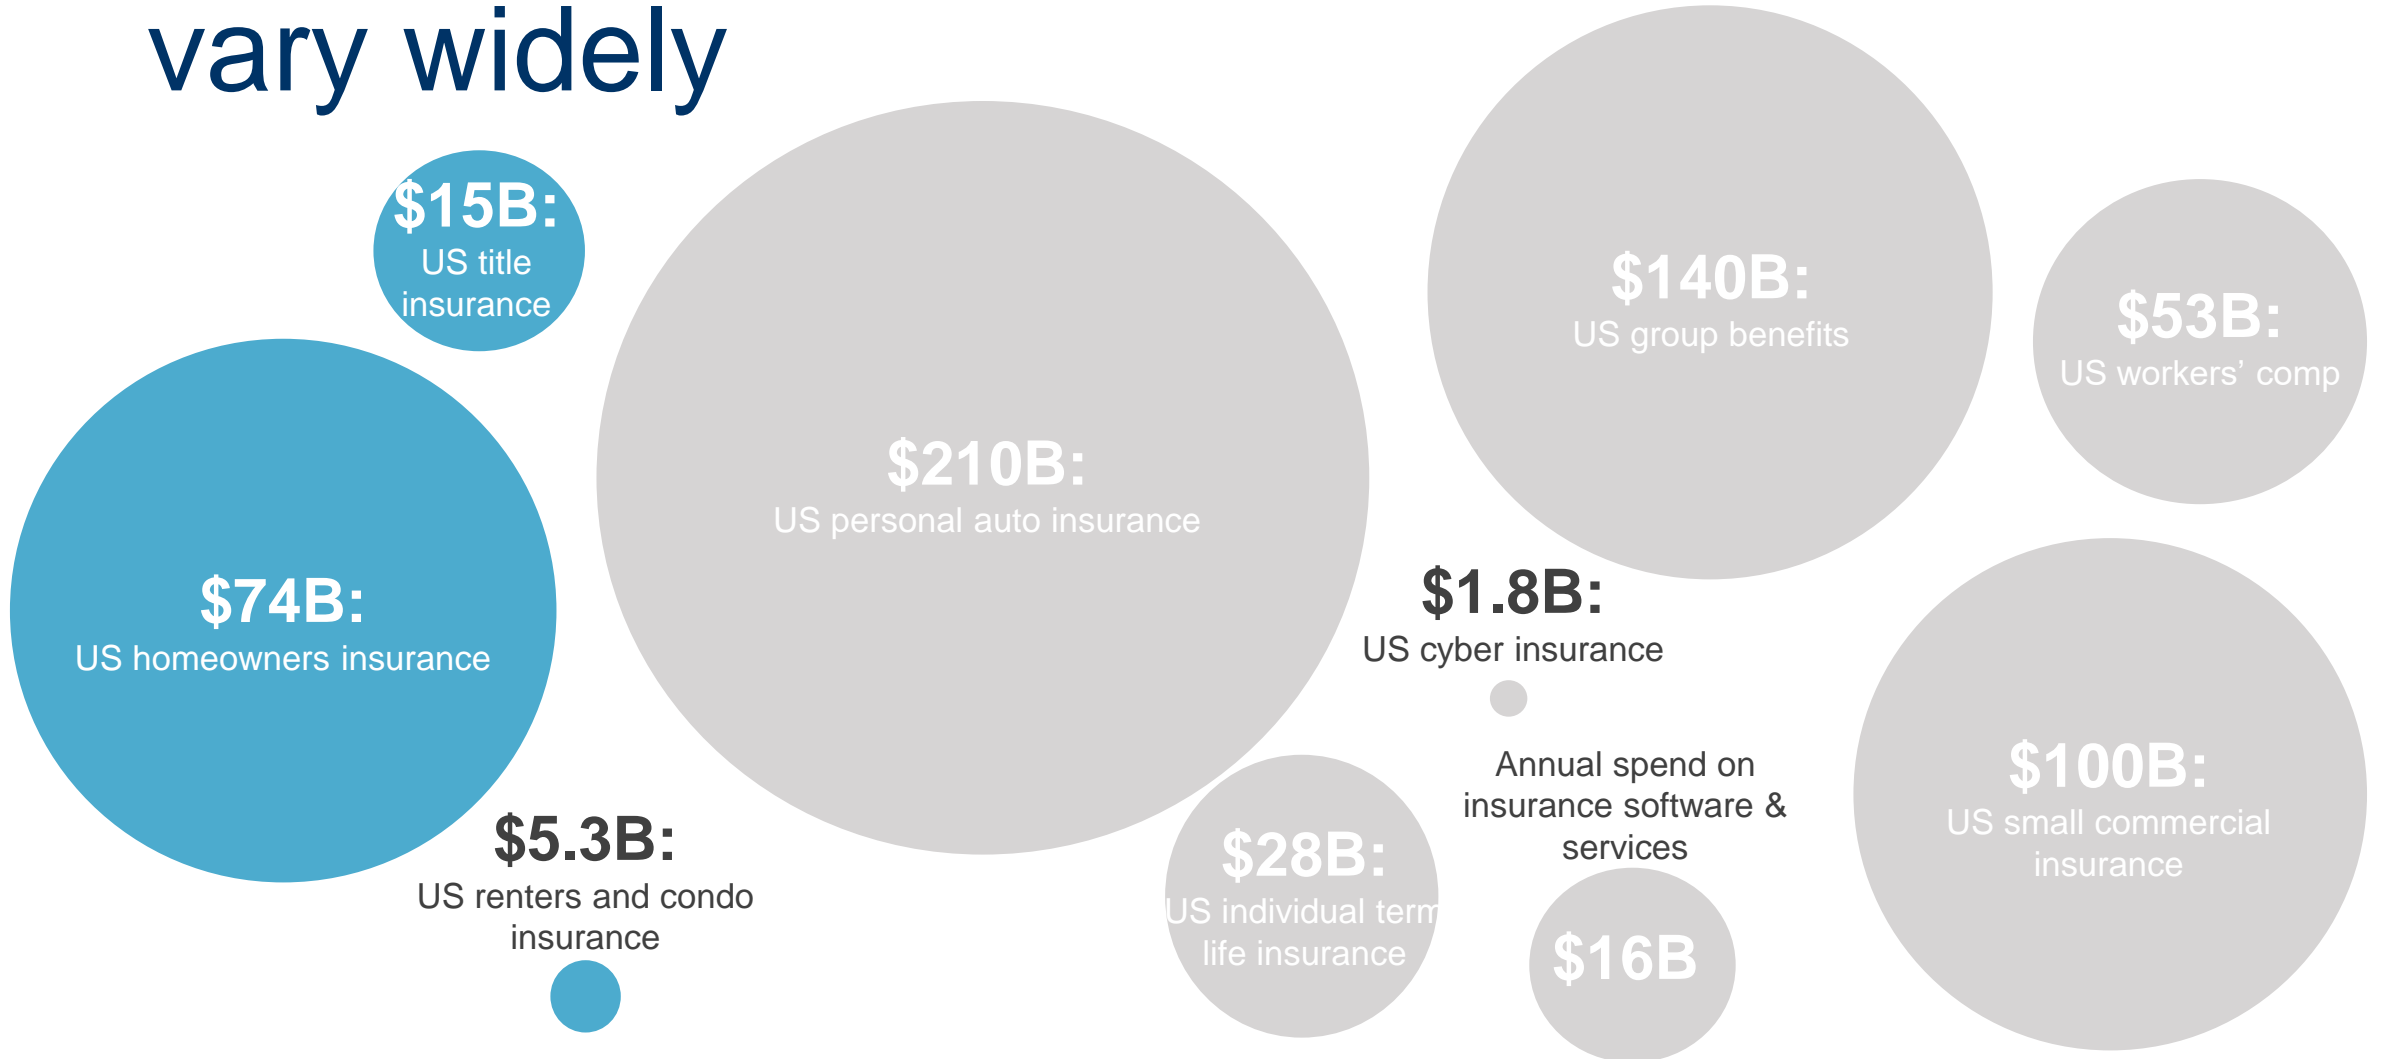 vary widely
$15B:
US title
insurance
$74B:
US homeowners insurance
$5.3B:
US renters and condo
insurance
$210B:
US personal auto insurance
$140B:
US group benefits
$53B:
US workers’ comp
$1.8B:
US cyber insurance
$28B:
US individual term
life insurance
Annual spend on
insurance software &
services
$16B
$100B:
US small commercial
insurance